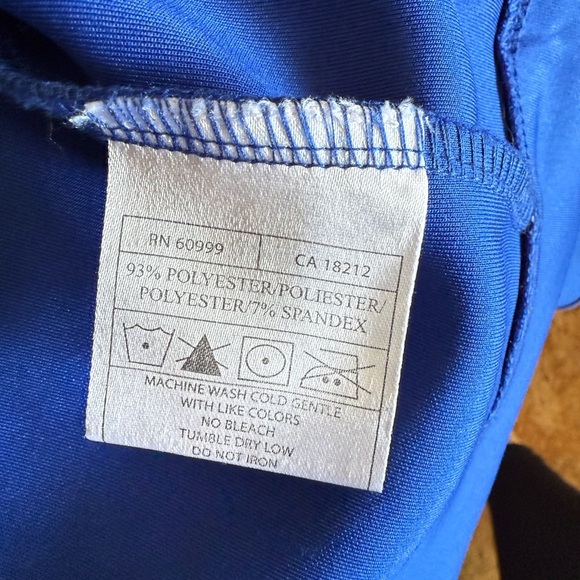 RN 60999 CA 18212
93% POLYESTER/POLIESTER/
POLYESTER/7% SPANDEX
MACHINE WASH COLD GENTLE
WITH LIKE COLORS
NO BLEACH
TUMBLE DRY LOW
DO NOT IRON